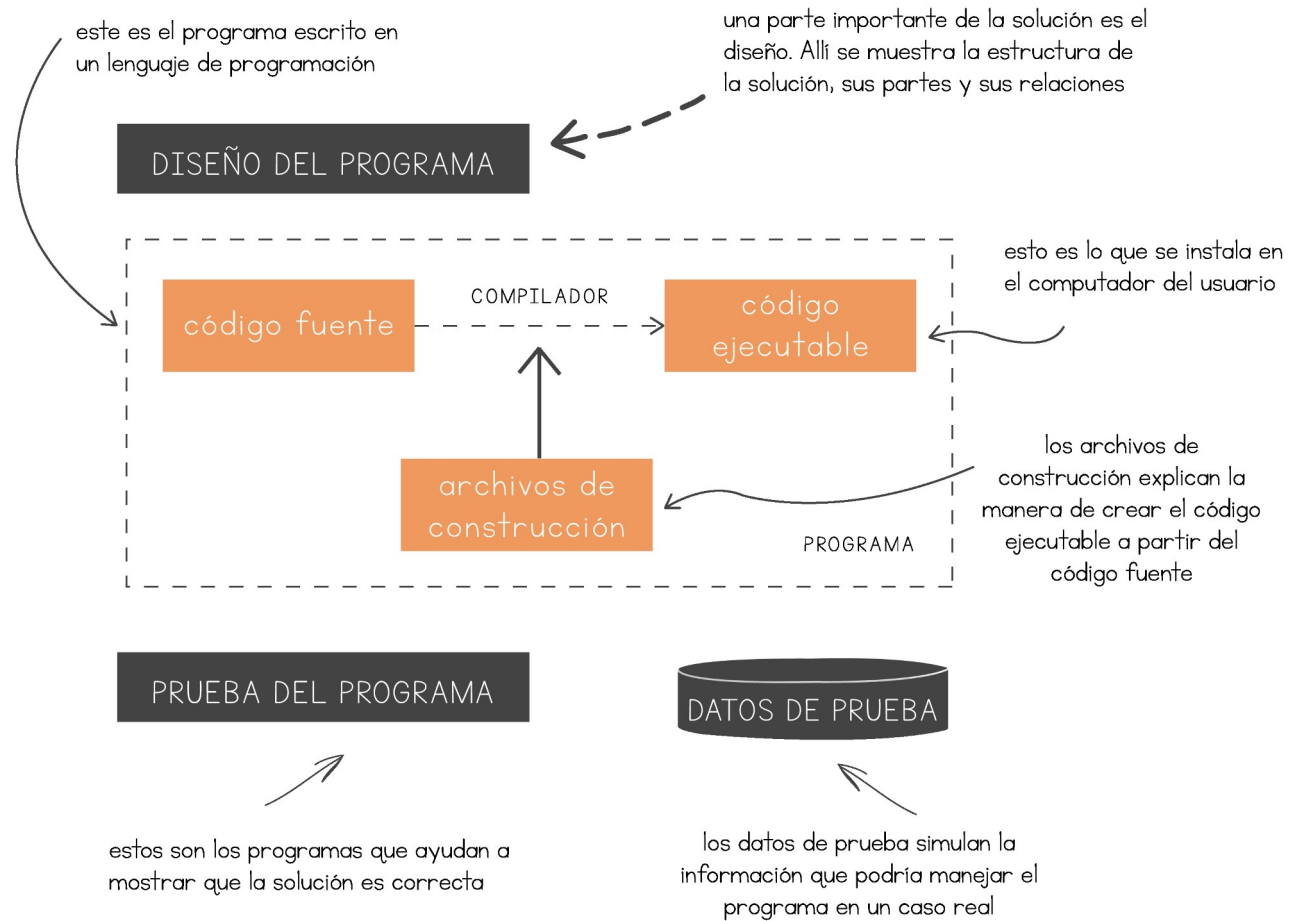 este es el programa escrito en
un lenguaje de programación
una parte importante de la solución es el
diseño. Allí se muestra la estructura de
la solución, sus partes y sus relaciones
DISEÑO DEL PROGRAMA
código fuente
COMPILADOR
código
ejecutable
esto es lo que se instala en
el computador del usuario
archivos de
construcción
PROGRAMA
los archivos de
construcción explican la
manera de crear el código
ejecutable a partir del
código fuente
PRUEBA DEL PROGRAMA
DATOS DE PRUEBA
estos son los programas que ayudan a
mostrar que la solución es correcta
los datos de prueba simulan la
información que podría manejar el
programa en un caso real